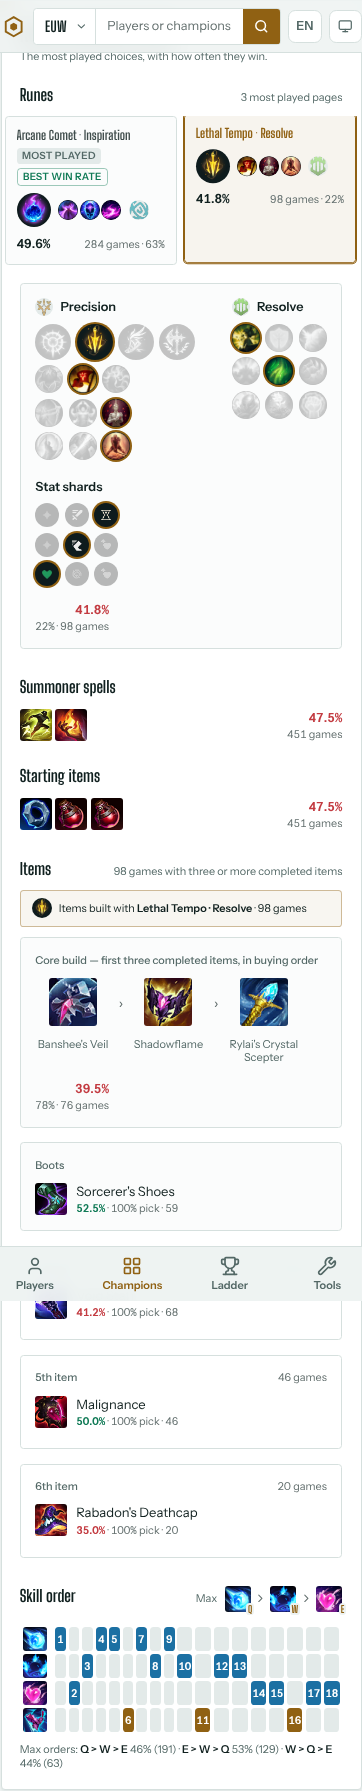 EUW
Players or champions
EN
The most played choices, with how often they win.
Runes
3 most played pages
Arcane Comet · Inspiration
MOST PLAYED
BEST WIN RATE
49.6%
284 games · 63%
Lethal Tempo · Resolve
41.8%
98 games · 22%
Precision
Resolve
Stat shards
41.8%
22% · 98 games
Summoner spells
47.5%
451 games
Starting items
47.5%
451 games
Items
98 games with three or more completed items
Items built with Lethal Tempo · Resolve · 98 games
Core build — first three completed items, in buying order
Banshee's Veil
›
Shadowflame
›
Rylai's Crystal
Scepter
39.5%
78% · 76 games
Boots
Sorcerer's Shoes
52.5% · 100% pick · 59
Players
Champions
Ladder
Tools
41.2% · 100% pick · 68
5th item
46 games
Malignance
50.0% · 100% pick · 46
6th item
20 games
Rabadon's Deathcap
35.0% · 100% pick · 20
Skill order
Max Q › W › E
1 4 5 7 9
3 8 10 12 13
2 14 15 17 18
6 11 16
Max orders: Q > W > E 46% (191) · E > W > Q 53% (129) · W > Q > E
44% (63)